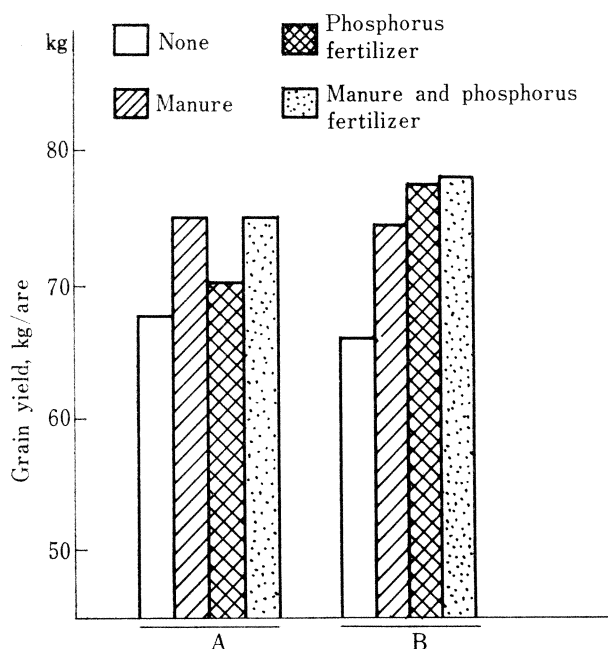 kg
None
Phosphorus
fertilizer
Manure
Manure and phosphorus
fertilizer
80
70
60
50
Grain yield, kg/are
A
B